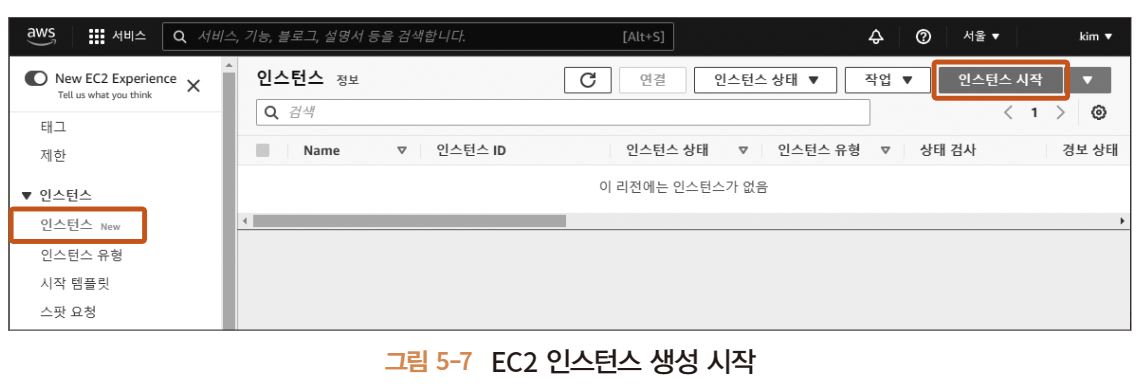 aws 서비스 서비스, 기능, 블로그, 설명서 등을 검색합니다. [Alt+S] 서울 ▼ kim ▼
New EC2 Experience
Tell us what you think
태그
제한
▼ 인스턴스
인스턴스 New
인스턴스 유형
시작 템플릿
스팟 요청
인스턴스 정보 연결 인스턴스 상태 ▼ 작업 ▼ 인스턴스 시작 ▼
검색 1
Name 인스턴스 ID 인스턴스 상태 인스턴스 유형 상태 검사 경보 상태
이 리전에는 인스턴스가 없음
그림 5-7 EC2 인스턴스 생성 시작